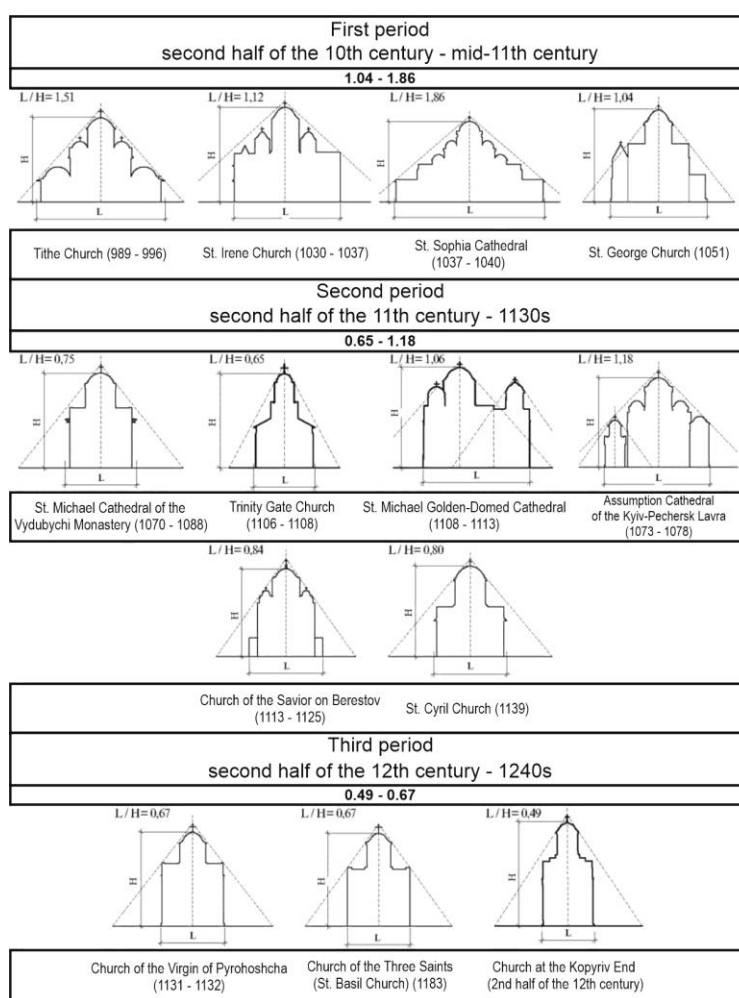 First period
second half of the 10th century - mid-11th century
1.04 - 1.86
L / H= 1,51
L / H= 1,12
L / H= 1,86
L / H= 1,04
H
H
H
H
L
L
L
L
Tithe Church (989 - 996)
St. Irene Church (1030 - 1037)
St. Sophia Cathedral
(1037 - 1040)
St. George Church (1051)
Second period
second half of the 11th century - 1130s
0.65 - 1.18
L / H= 0,75
L / H= 0,65
L / H= 1,06
L / H= 1,18
H
H
H
H
L
L
L
L
St. Michael Cathedral of the
Vydubychi Monastery (1070 - 1088)
Trinity Gate Church
(1106 - 1108)
St. Michael Golden-Domed Cathedral
(1108 - 1113)
Assumption Cathedral
of the Kyiv-Pechersk Lavra
(1073 - 1078)
L / H= 0,84
L / H= 0,80
H
H
L
L
Church of the Savior on Berestov
(1113 - 1125)
St. Cyril Church (1139)
Third period
second half of the 12th century - 1240s
0.49 - 0.67
L / H= 0,67
L / H= 0,67
L / H= 0,49
H
H
H
L
L
L
Church of the Virgin of Pyrohoshcha
(1131 - 1132)
Church of the Three Saints
(St. Basil Church) (1183)
Church at the Kopyriv End
(2nd half of the 12th century)